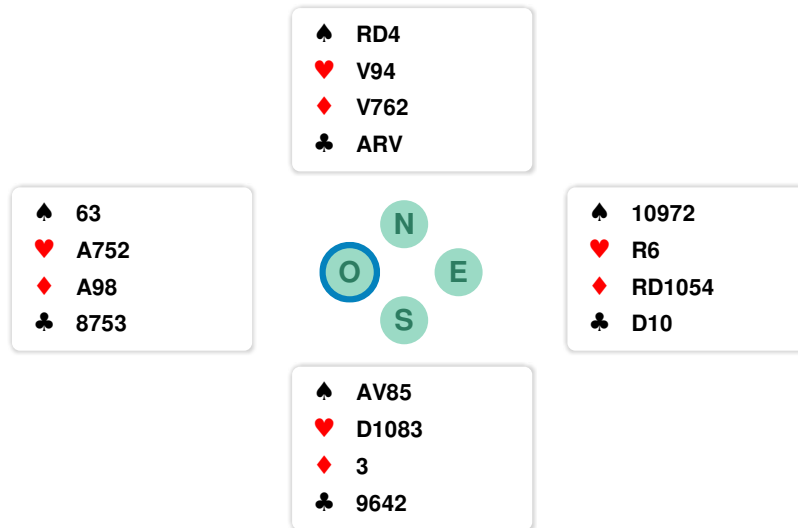 ♠ RD4
♥ V94
♦ V762
♣ ARV
♠ 63
♥ A752
♦ A98
♣ 8753
N
O
E
S
♠ 10972
♥ R6
♦ RD1054
♣ D10
♠ AV85
♥ D1083
♦ 3
♣ 9642